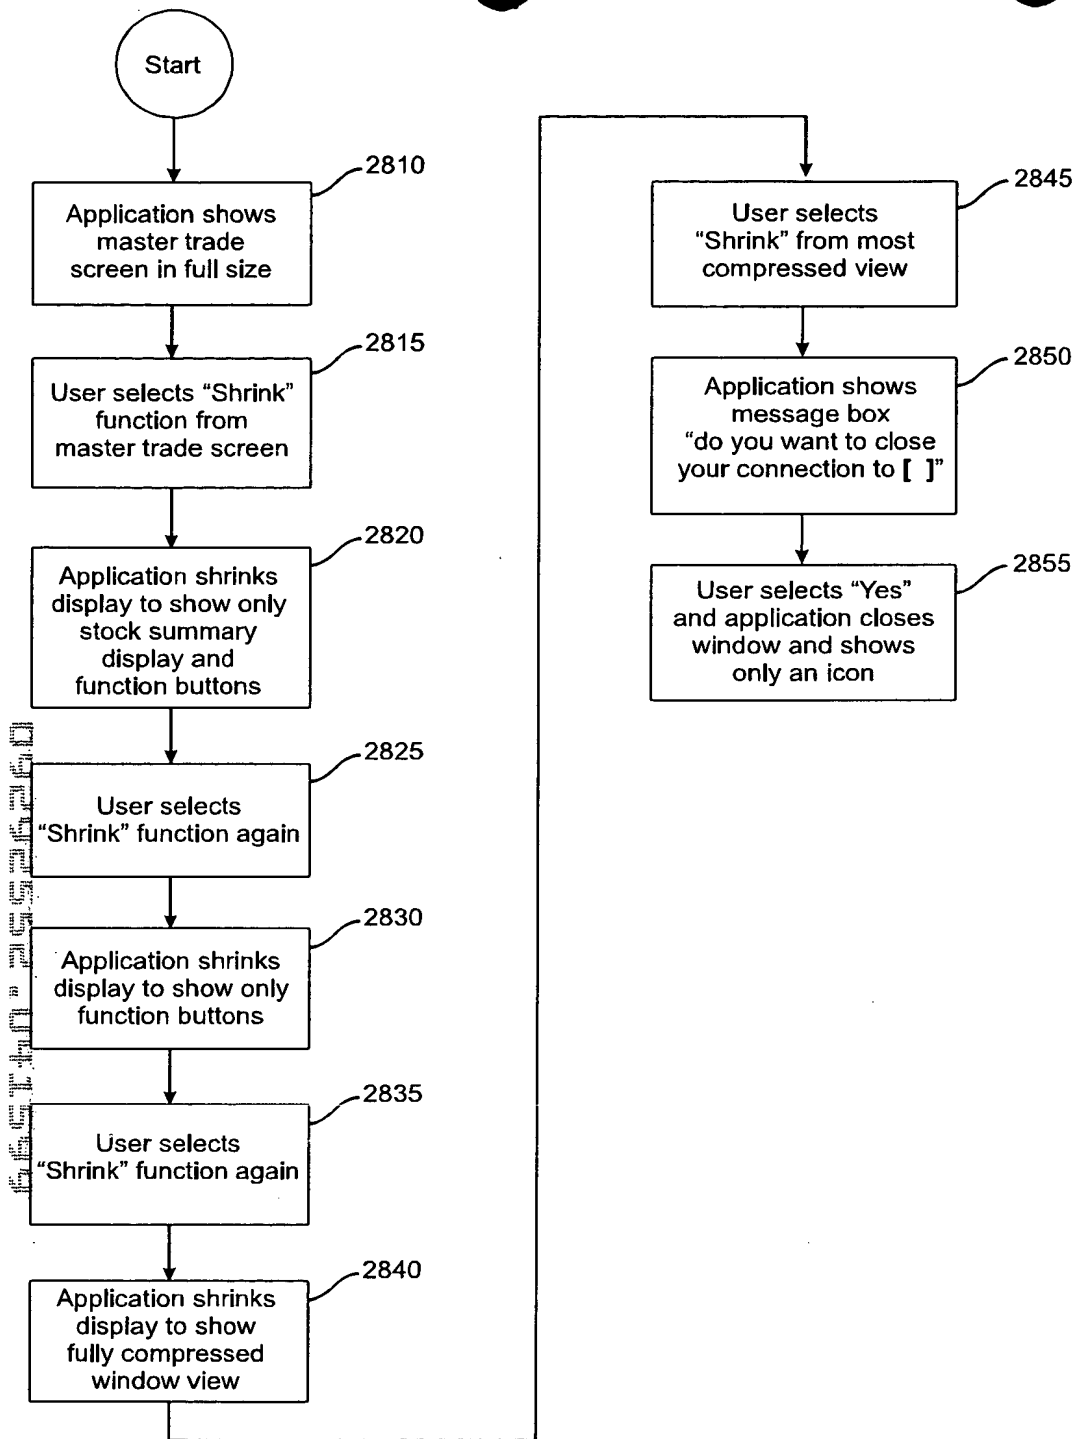 Start
2810
Application shows
master trade
screen in full size
2815
User selects “Shrink”
function from
master trade screen
2820
Application shrinks
display to show only
stock summary
display and
function buttons
2825
User selects
“Shrink” function again
2830
Application shrinks
display to show only
function buttons
2835
User selects
“Shrink” function again
2840
Application shrinks
display to show
fully compressed
window view
2845
User selects
“Shrink” from most
compressed view
2850
Application shows
message box
“do you want to close
your connection to [ ]”
2855
User selects “Yes”
and application closes
window and shows
only an icon